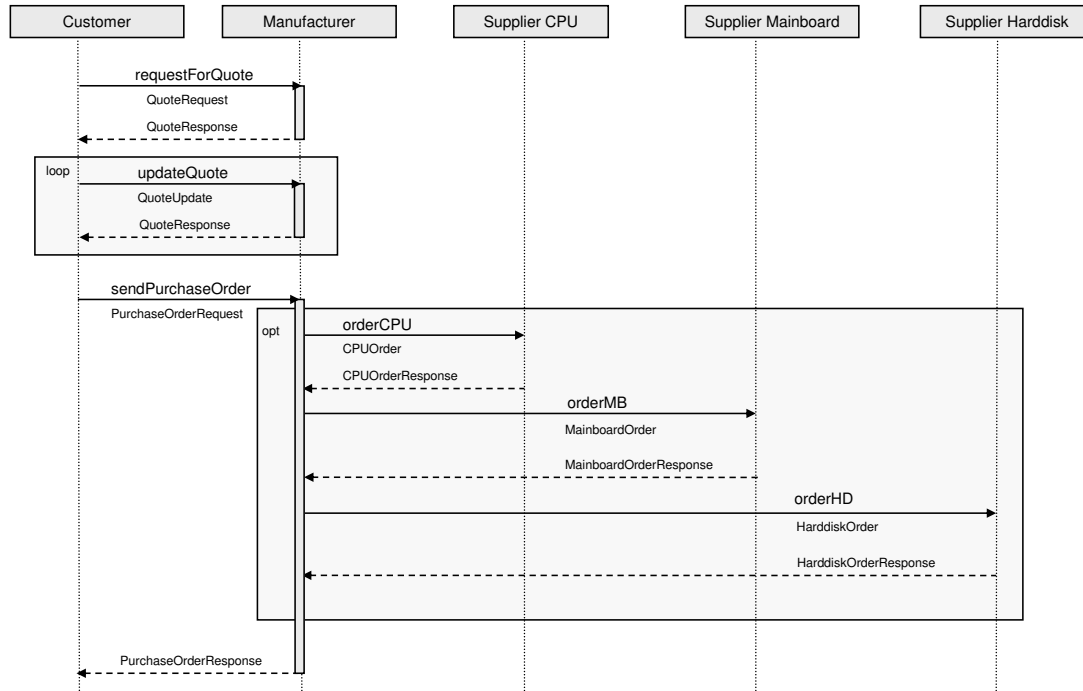 Customer
Manufacturer
Supplier CPU
Supplier Mainboard
Supplier Harddisk
requestForQuote
QuoteRequest
QuoteResponse
loop
updateQuote
QuoteUpdate
QuoteResponse
sendPurchaseOrder
PurchaseOrderRequest
opt
orderCPU
CPUOrder
CPUOrderResponse
orderMB
MainboardOrder
MainboardOrderResponse
orderHD
HarddiskOrder
HarddiskOrderResponse
PurchaseOrderResponse